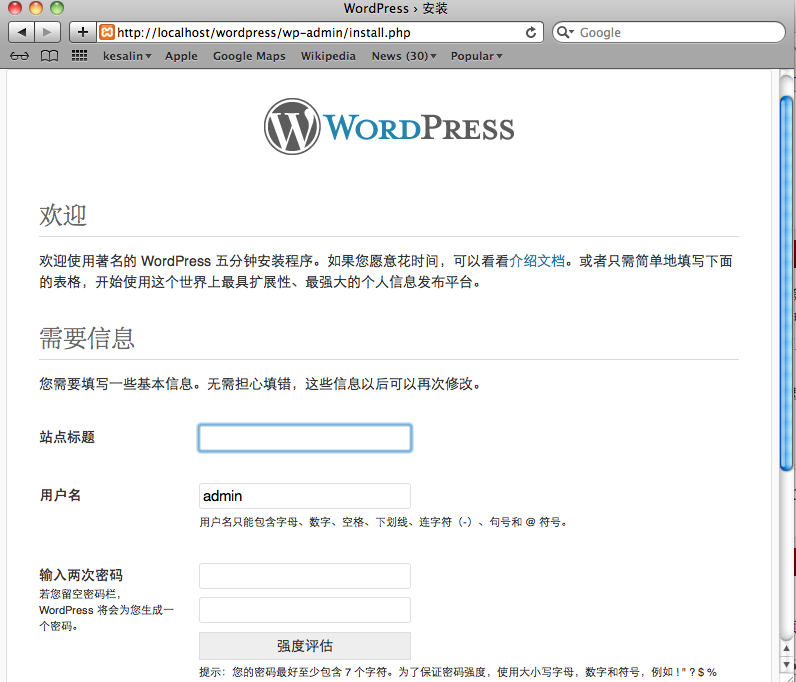 WordPress › 安装
http://localhost/wordpress/wp-admin/install.php
Google
kesalin Apple Google Maps Wikipedia News (30) Popular
WORDPRESS
欢迎
欢迎使用著名的 WordPress 五分钟安装程序。如果您愿意花时间，可以看看介绍文档。或者只需简单地填写下面
的表格，开始使用这个世界上最具扩展性、最强大的个人信息发布平台。
需要信息
您需要填写一些基本信息。无需担心填错，这些信息以后可以再次修改。
站点标题
用户名
admin
用户名只能包含字母、数字、空格、下划线、连字符（-）、句号和 @ 符号。
输入两次密码
若您留空密码栏，
WordPress 将会为您生成一
个密码。
强度评估
提示：您的密码最好至少包含 7 个字符。为了保证密码强度，使用大小写字母，数字和符号，例如 ! " ? $ %